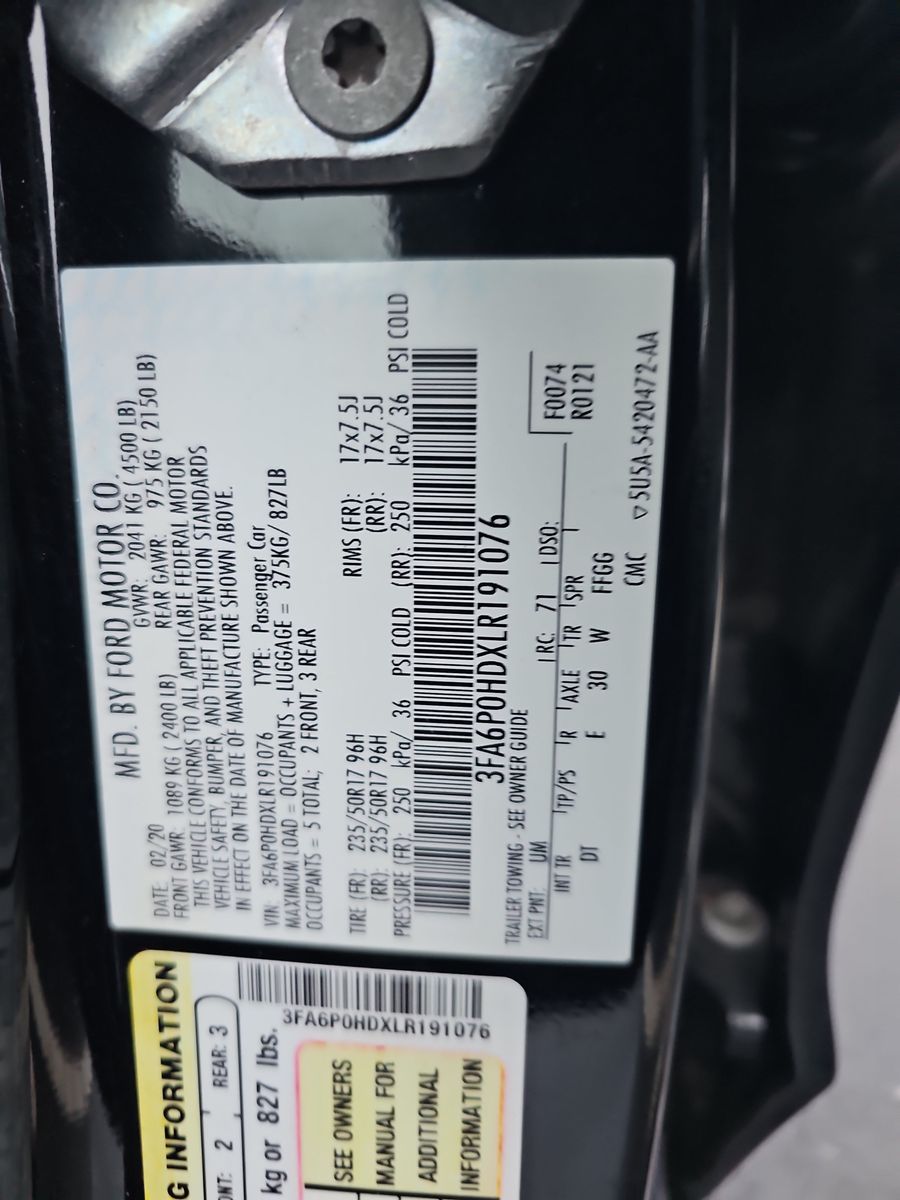 MFD. BY FORD MOTOR CO.
DATE: 02/20 GVWR: 2041 KG ( 4500 LB)
FRONT GAWR: 1089 KG ( 2400 LB) REAR GAWR: 975 KG ( 2150 LB)
THIS VEHICLE CONFORMS TO ALL APPLICABLE FEDERAL MOTOR
VEHICLE SAFETY, BUMPER, AND THEFT PREVENTION STANDARDS
IN EFFECT ON THE DATE OF MANUFACTURE SHOWN ABOVE.
VIN: 3FA6P0HDXLR191076 TYPE: Passenger Car
MAXIMUM LOAD = OCCUPANTS + LUGGAGE = 375KG/ 827LB
OCCUPANTS = 5 TOTAL; 2 FRONT, 3 REAR
TIRE (FR): 235/50R17 96H RIMS (FR): 17x7.5J
(RR): 235/50R17 96H (RR): 17x7.5J
PRESSURE (FR): 250 kPa/ 36 PSI COLD (RR): 250 kPa/ 36 PSI COLD
3FA6P0HDXLR191076
TRAILER TOWING - SEE OWNER GUIDE
EXT PNT: UM RC: 71 DSO: F0074
R0121
INT TR TP/PS R AXLE TR SPR
DT E 30 W FFGG
CMC ▽5U5A-5420472-AA
G INFORMATION
ONT: 2 REAR: 3
3FA6P0HDXLR191076
kg or 827 lbs.
SEE OWNERS
MANUAL FOR
ADDITIONAL
INFORMATION